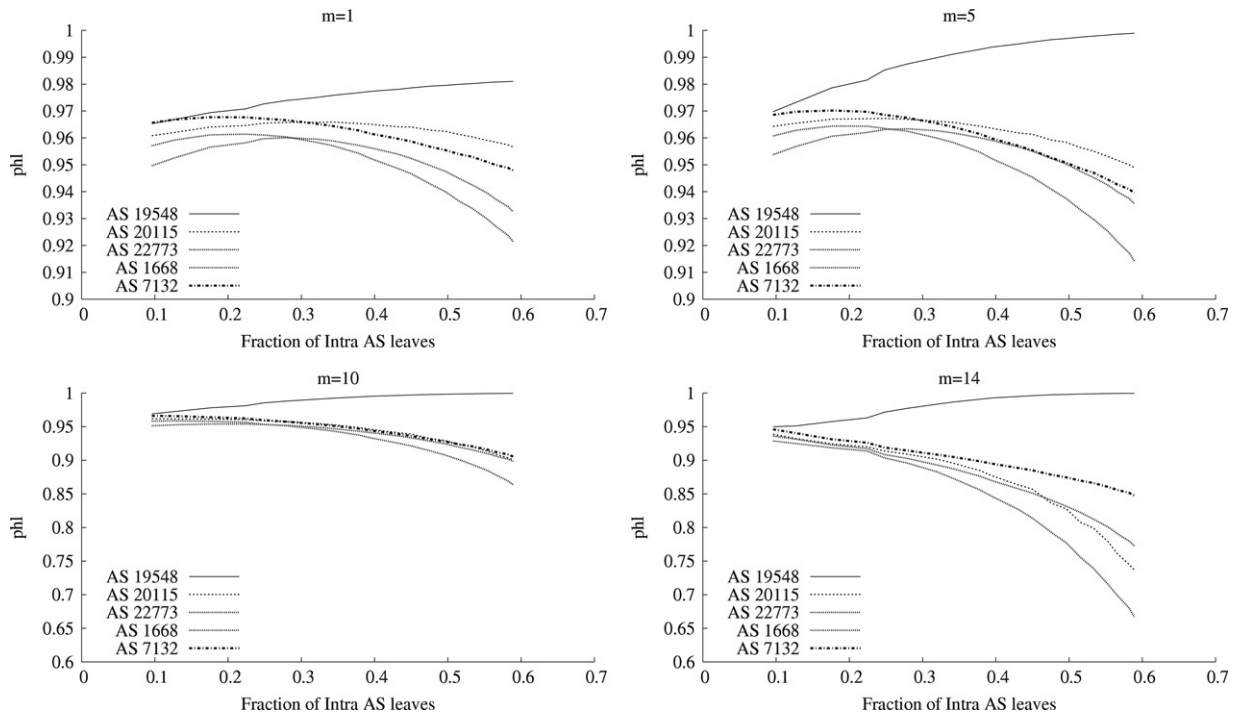 m=1
1
0.99
0.98
0.97
0.96
0.95
0.94
0.93
0.92
0.91
0.9
phl
AS 19548
AS 20115
AS 22773
AS 1668
AS 7132
0 0.1 0.2 0.3 0.4 0.5 0.6 0.7
Fraction of Intra AS leaves
m=5
1
0.99
0.98
0.97
0.96
0.95
0.94
0.93
0.92
0.91
0.9
phl
AS 19548
AS 20115
AS 22773
AS 1668
AS 7132
0 0.1 0.2 0.3 0.4 0.5 0.6 0.7
Fraction of Intra AS leaves
m=10
1
0.95
0.9
0.85
0.8
0.75
0.7
0.65
0.6
phl
AS 19548
AS 20115
AS 22773
AS 1668
AS 7132
0 0.1 0.2 0.3 0.4 0.5 0.6 0.7
Fraction of Intra AS leaves
m=14
1
0.95
0.9
0.85
0.8
0.75
0.7
0.65
0.6
phl
AS 19548
AS 20115
AS 22773
AS 1668
AS 7132
0 0.1 0.2 0.3 0.4 0.5 0.6 0.7
Fraction of Intra AS leaves